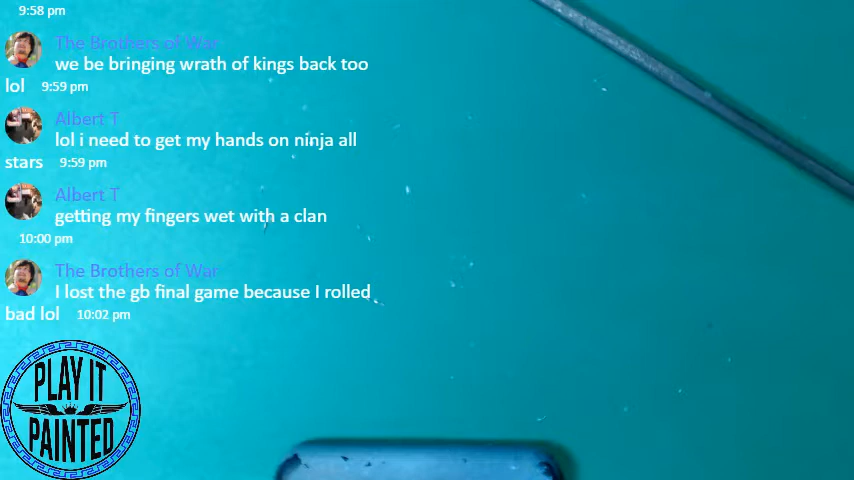 9:58 pm
The Brothers of War
we be bringing wrath of kings back too
lol 9:59 pm
Albert T
lol i need to get my hands on ninja all
stars 9:59 pm
Albert T
getting my fingers wet with a clan
10:00 pm
The Brothers of War
I lost the gb final game because I rolled
bad lol 10:02 pm
PLAY IT
PAINTED